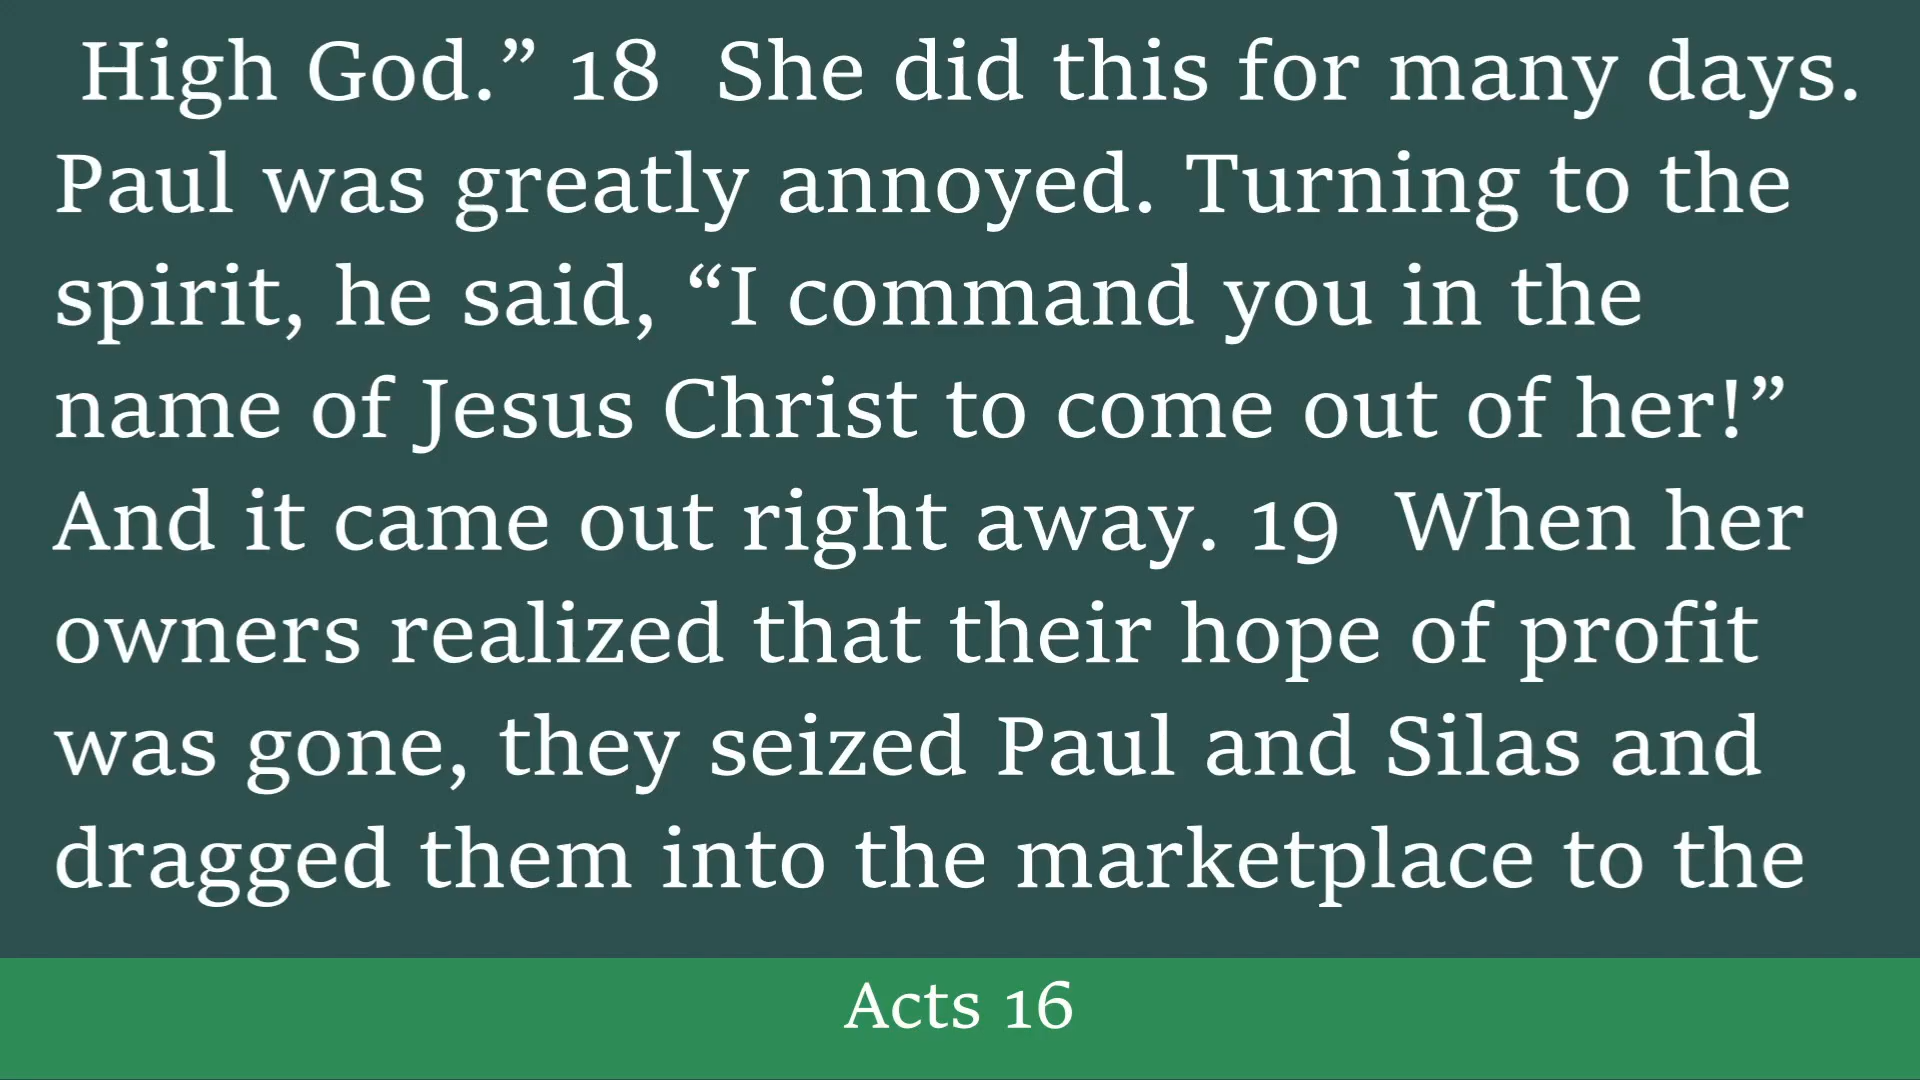 High God.” 18 She did this for many days.
Paul was greatly annoyed. Turning to the
spirit, he said, “I command you in the
name of Jesus Christ to come out of her!”
And it came out right away. 19 When her
owners realized that their hope of profit
was gone, they seized Paul and Silas and
dragged them into the marketplace to the
Acts 16